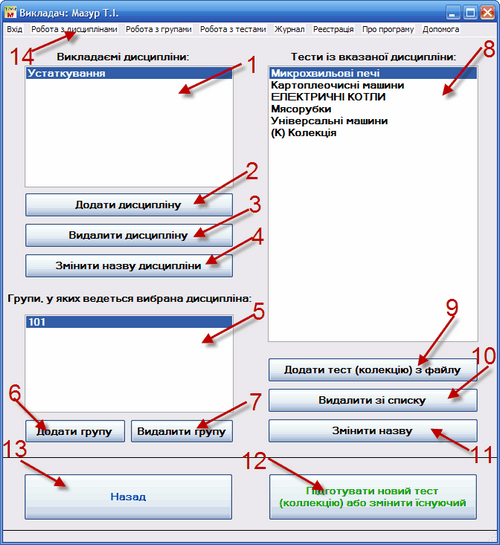 Викладач: Мазур Т.І.
Вхід Робота з дисциплінами Робота з групами Робота з тестами Журнал Реєстрація Про програму Допомога
14
Викладаємі дисципліни:
Устаткування
1
2
Додати дисципліну
3
Видалити дисципліну
4
Змінити назву дисципліни
Групи, у яких ведеться вибрана дисципліна:
101
5
6
7
Додати групу Видалити групу
Тести із вказаної дисципліни:
8
Микрохвильові печі
Картоплеочисні машини
ЕЛЕКТРИЧНІ КОТЛИ
Мясорубки
Універсальні машини
(К) Колекція
9
Додати тест (колекцію) з файлу
10
Видалити зі списку
Змінити назву
11
13
Назад
12
Підготувати новий тест
(коллекцію) або змінити їснуючий